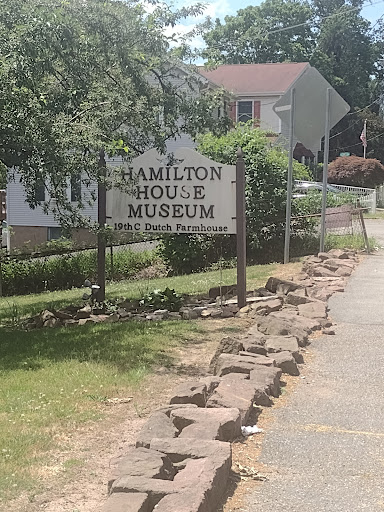 HAMILTON
HOUSE
MUSEUM
19th C Dutch Farmhouse